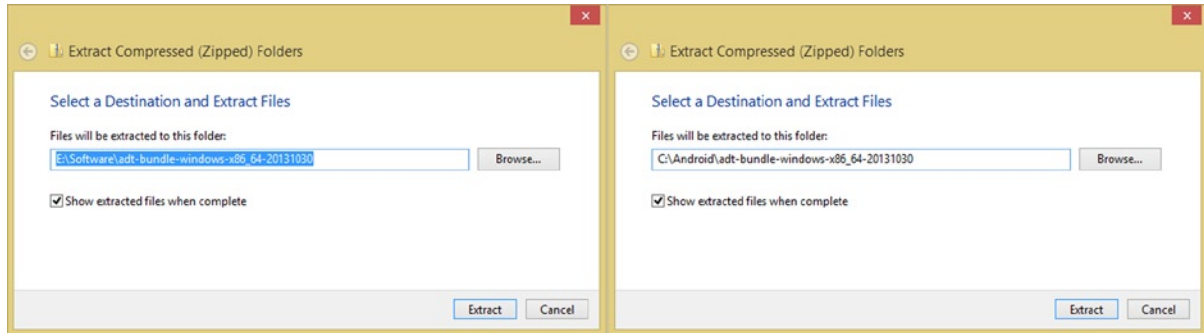 Extract Compressed (Zipped) Folders
Select a Destination and Extract Files
Files will be extracted to this folder:
E:\Software\adt-bundle-windows-x86_64-20131030
Browse...
Show extracted files when complete
Extract
Cancel
Extract Compressed (Zipped) Folders
Select a Destination and Extract Files
Files will be extracted to this folder:
C:\Android\adt-bundle-windows-x86_64-20131030
Browse...
Show extracted files when complete
Extract
Cancel